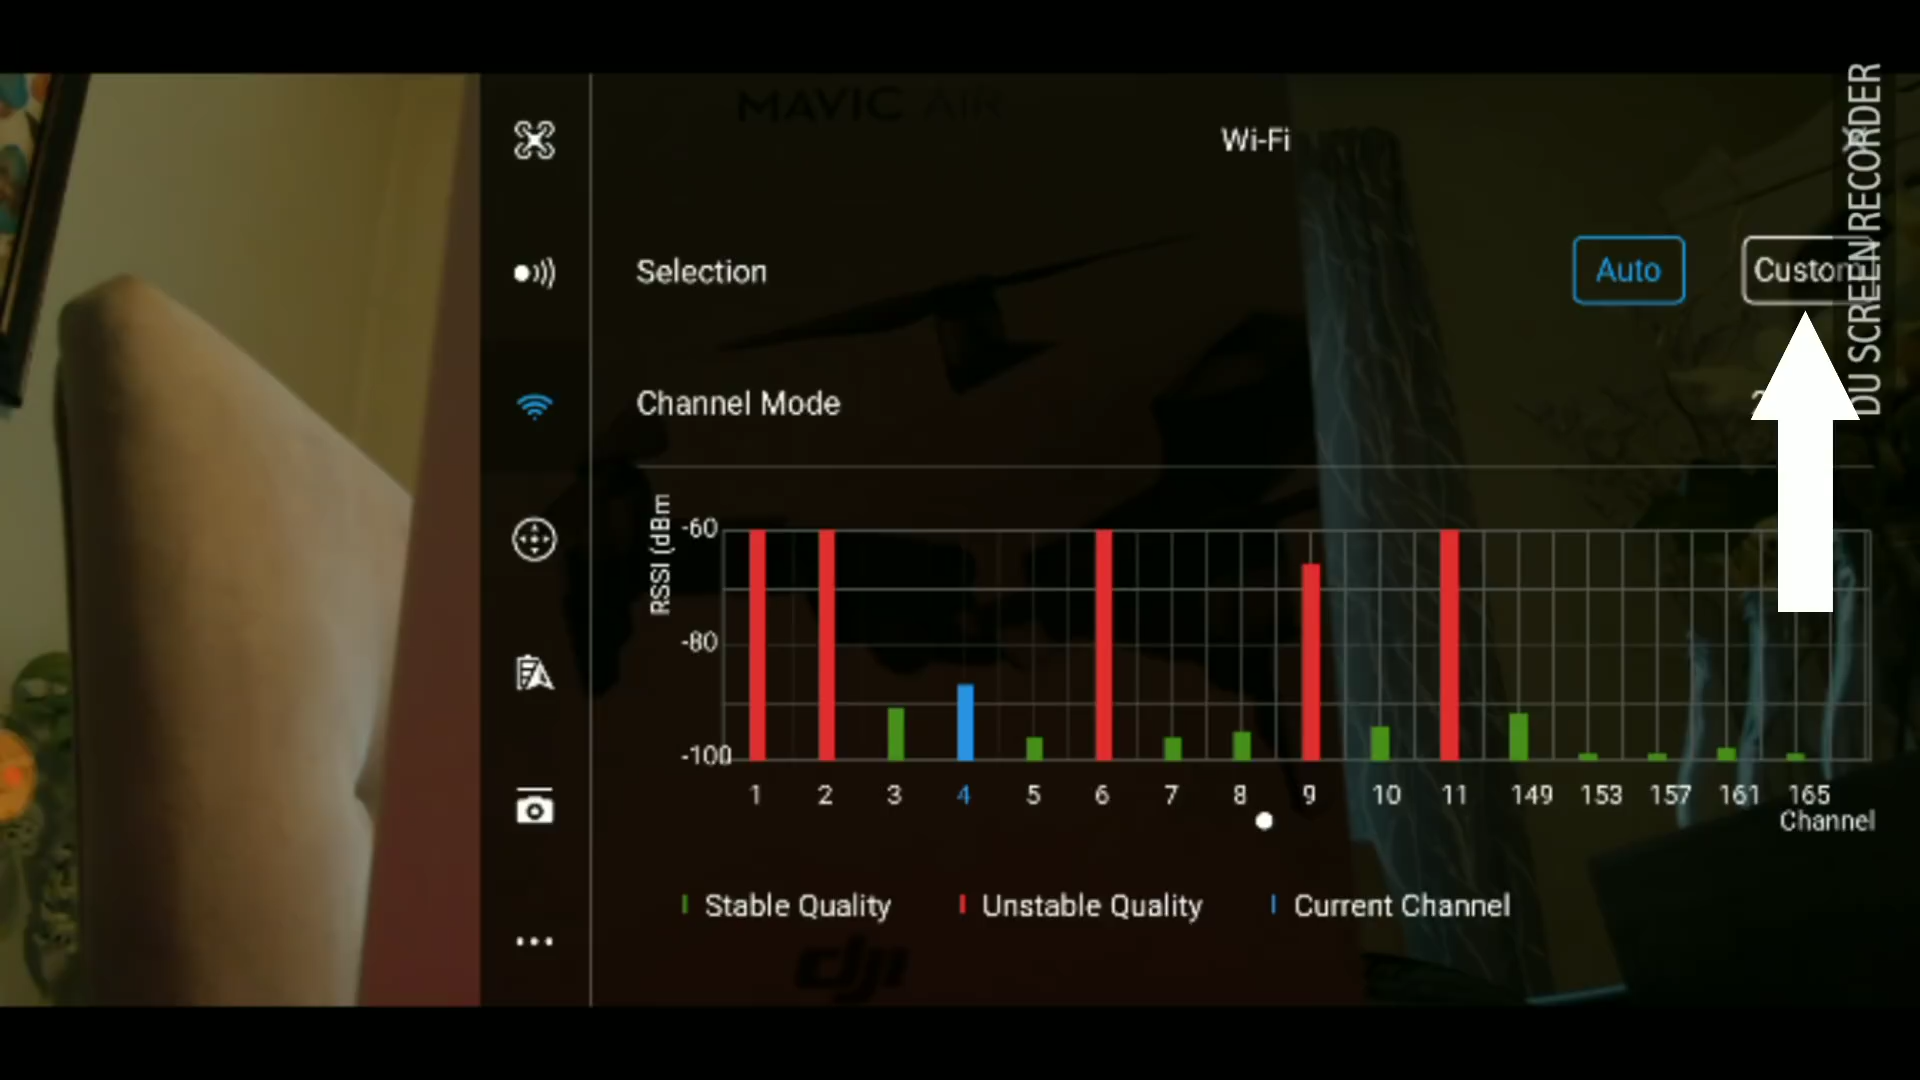 MAVIC AIR
Wi-Fi
DU SCREEN RECORDER
Selection
Auto
Custom
Channel Mode
RSSI (dBm
-60
-80
-100
1 2 3 4 5 6 7 8 9 10 11 149 153 157 161 165
Channel
Stable Quality
Unstable Quality
Current Channel
dji